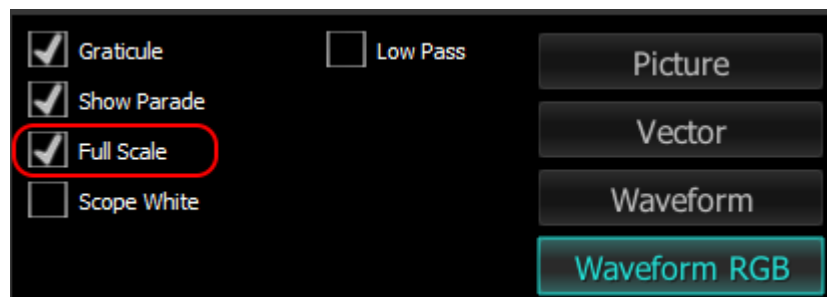 Graticule
Low Pass
Picture
Show Parade
Vector
Full Scale
Scope White
Waveform
Waveform RGB